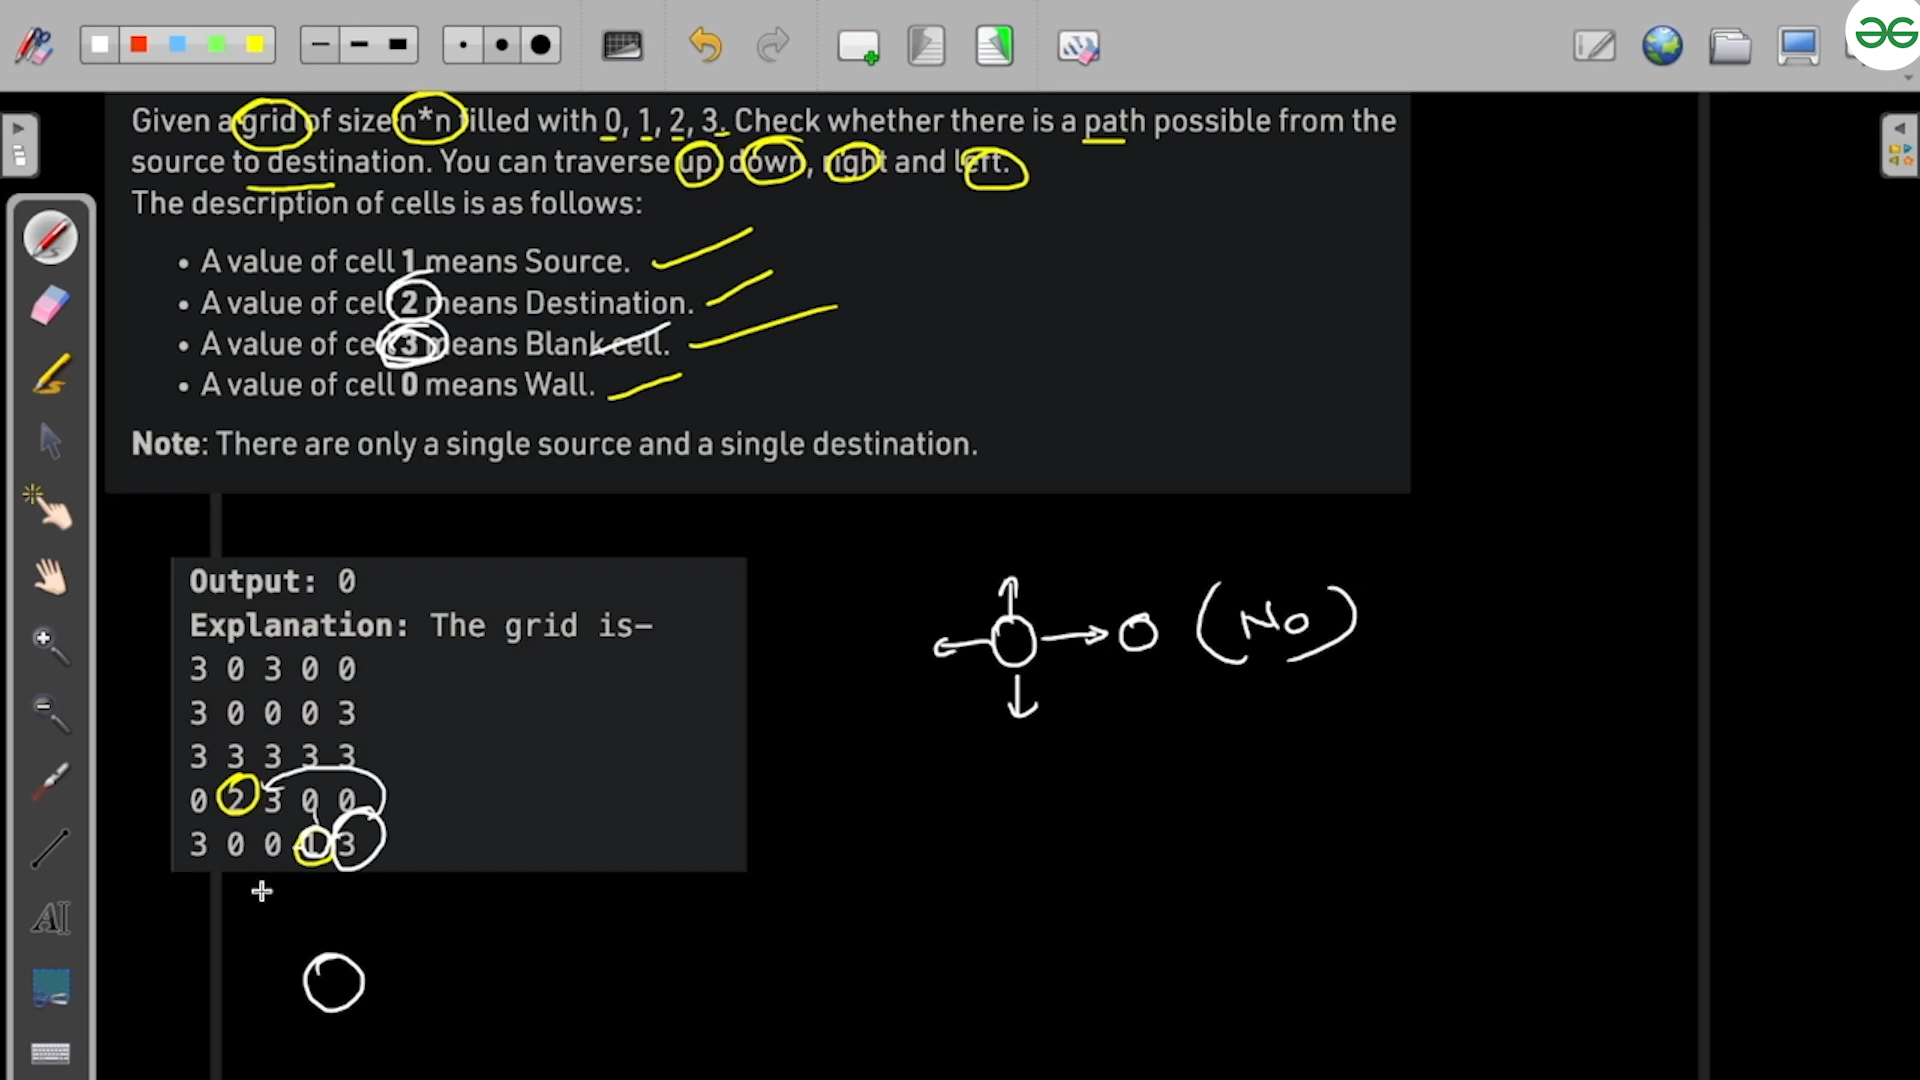 Given a grid of size n*n filled with 0, 1, 2, 3. Check whether there is a path possible from the
source to destination. You can traverse up, down, right and left.
The description of cells is as follows:
• A value of cell 1 means Source.
• A value of cell 2 means Destination.
• A value of cell 3 means Blank cell.
• A value of cell 0 means Wall.
Note: There are only a single source and a single destination.
Output: 0
Explanation: The grid is-
3 0 3 0 0
3 0 0 0 3
3 3 3 3 3
0 2 3 0 0
3 0 0 1 3
0 (No)
AI